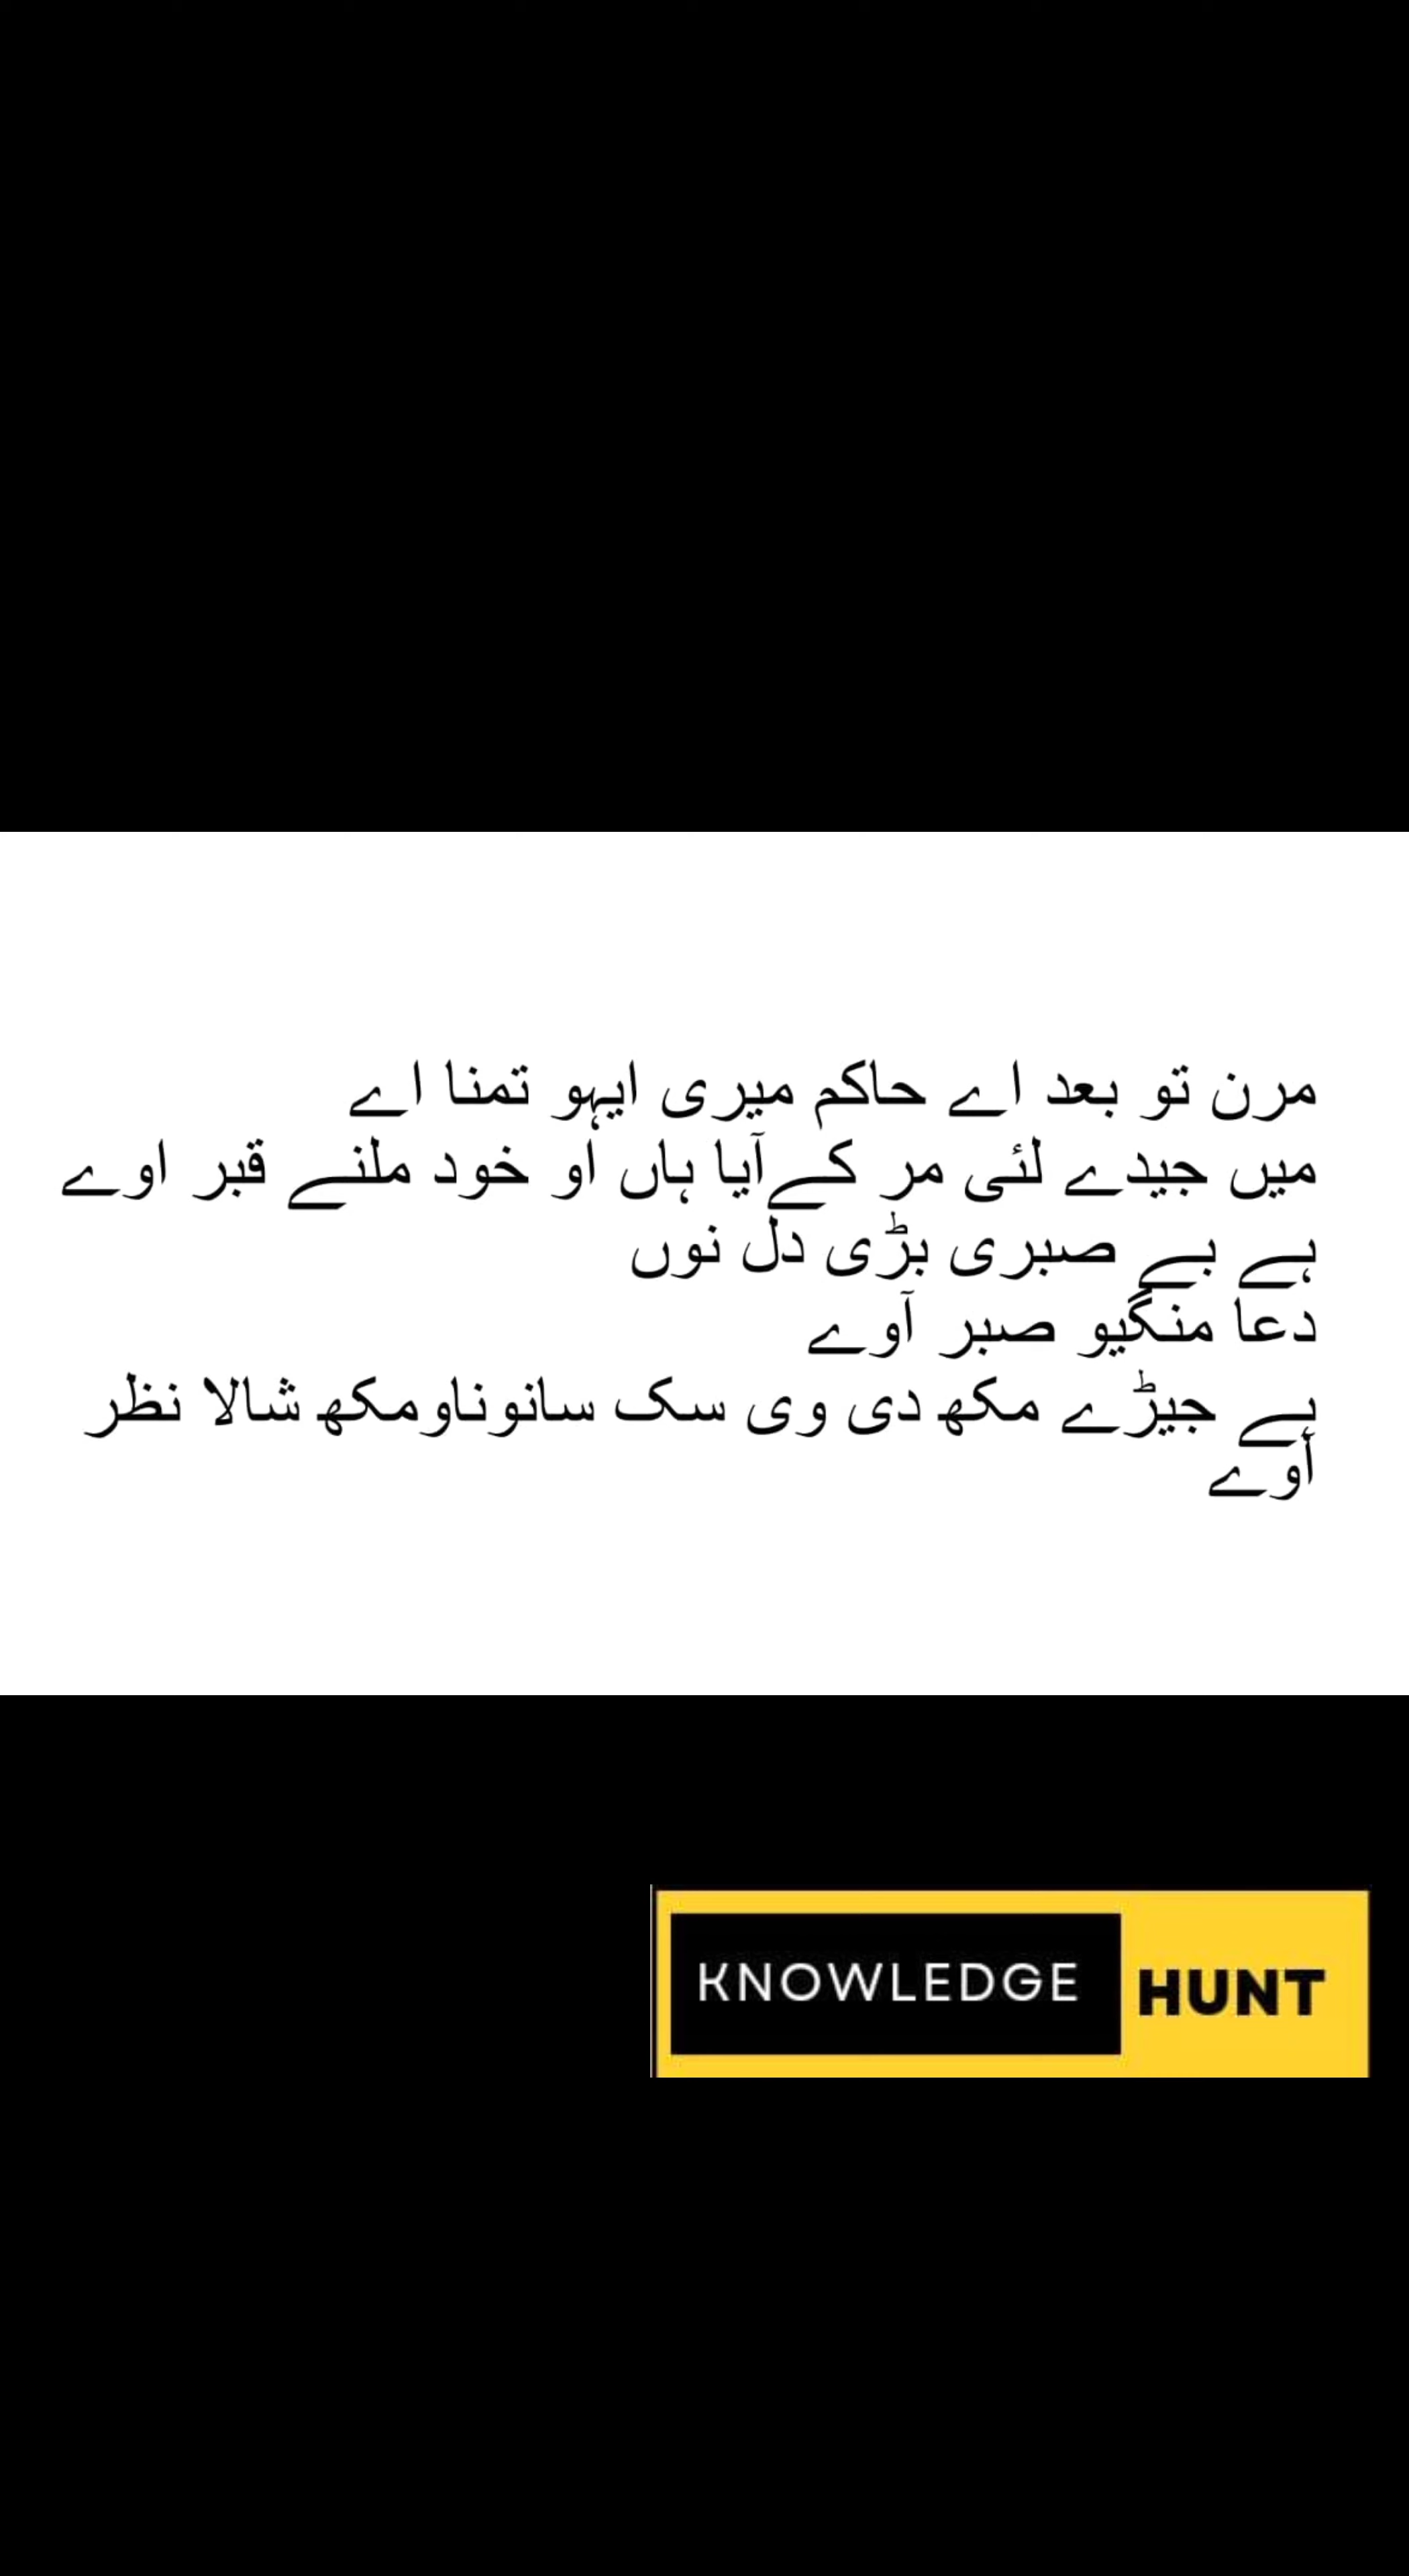 مرن تو بعد اے حاکم میری ایہو تمنا اے
میں جیدے لئی مر کےآیا ہاں او خود ملنے قبر اوے
ہے بے صبری بڑی دل نوں
دعا منگیو صبر آوے
ہے جیڑے مکھ دی وی سک سانوناومکھ شالا نظر
آوے
KNOWLEDGE HUNT